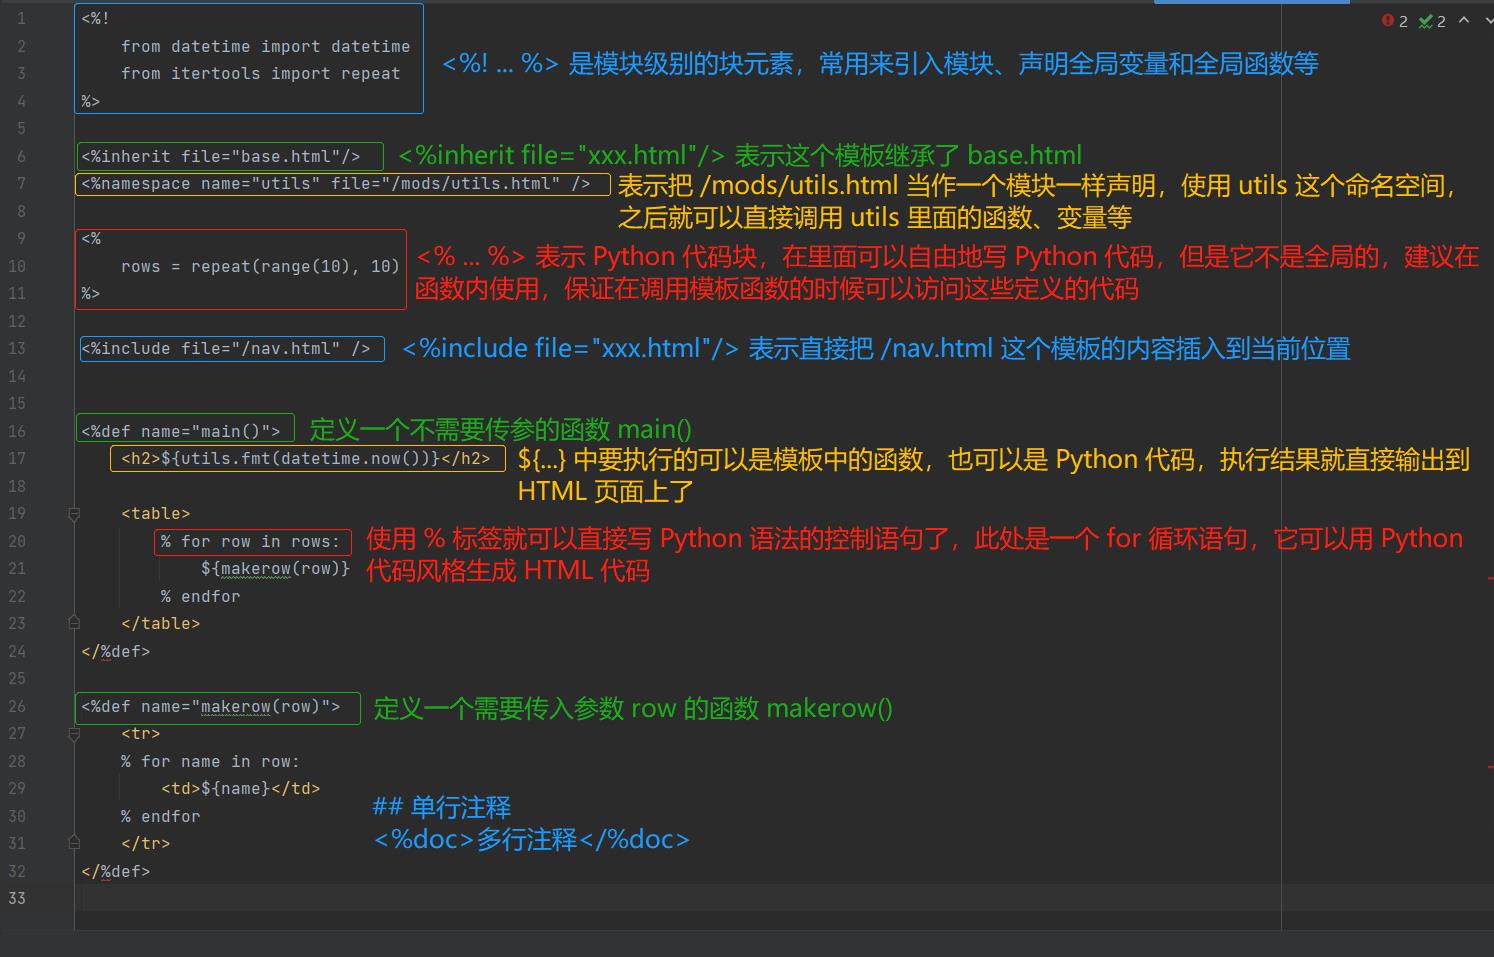 2 2
1 <%!
2 from datetime import datetime
3 from itertools import repeat
<%! ... %> 是模块级别的块元素，常用来引入模块、声明全局变量和全局函数等
4 %>
5
6 <%inherit file="base.html"/>
<%inherit file="xxx.html"/> 表示这个模板继承了 base.html
7 <%namespace name="utils" file="/mods/utils.html" />
表示把 /mods/utils.html 当作一个模块一样声明，使用 utils 这个命名空间，
之后就可以直接调用 utils 里面的函数、变量等
8
9 <%
10 rows = repeat(range(10), 10)
11 %>
<% ... %> 表示 Python 代码块，在里面可以自由地写 Python 代码，但是它不是全局的，建议在
函数内使用，保证在调用模板函数的时候可以访问这些定义的代码
12
13 <%include file="/nav.html" />
<%include file="xxx.html"/> 表示直接把 /nav.html 这个模板的内容插入到当前位置
14
15
16 <%def name="main()">
定义一个不需要传参的函数 main()
17 <h2>${utils.fmt(datetime.now())}</h2>
${...} 中要执行的可以是模板中的函数，也可以是 Python 代码，执行结果就直接输出到
HTML 页面上了
18
19 <table>
20 % for row in rows:
使用 % 标签就可以直接写 Python 语法的控制语句了，此处是一个 for 循环语句，它可以用 Python
代码风格生成 HTML 代码
21 ${makerow(row)}
22 % endfor
23 </table>
24 </%def>
25
26 <%def name="makerow(row)">
定义一个需要传入参数 row 的函数 makerow()
27 <tr>
28 % for name in row:
29 <td>${name}</td>
30 % endfor
## 单行注释
<%doc>多行注释</%doc>
31 </tr>
32 </%def>
33